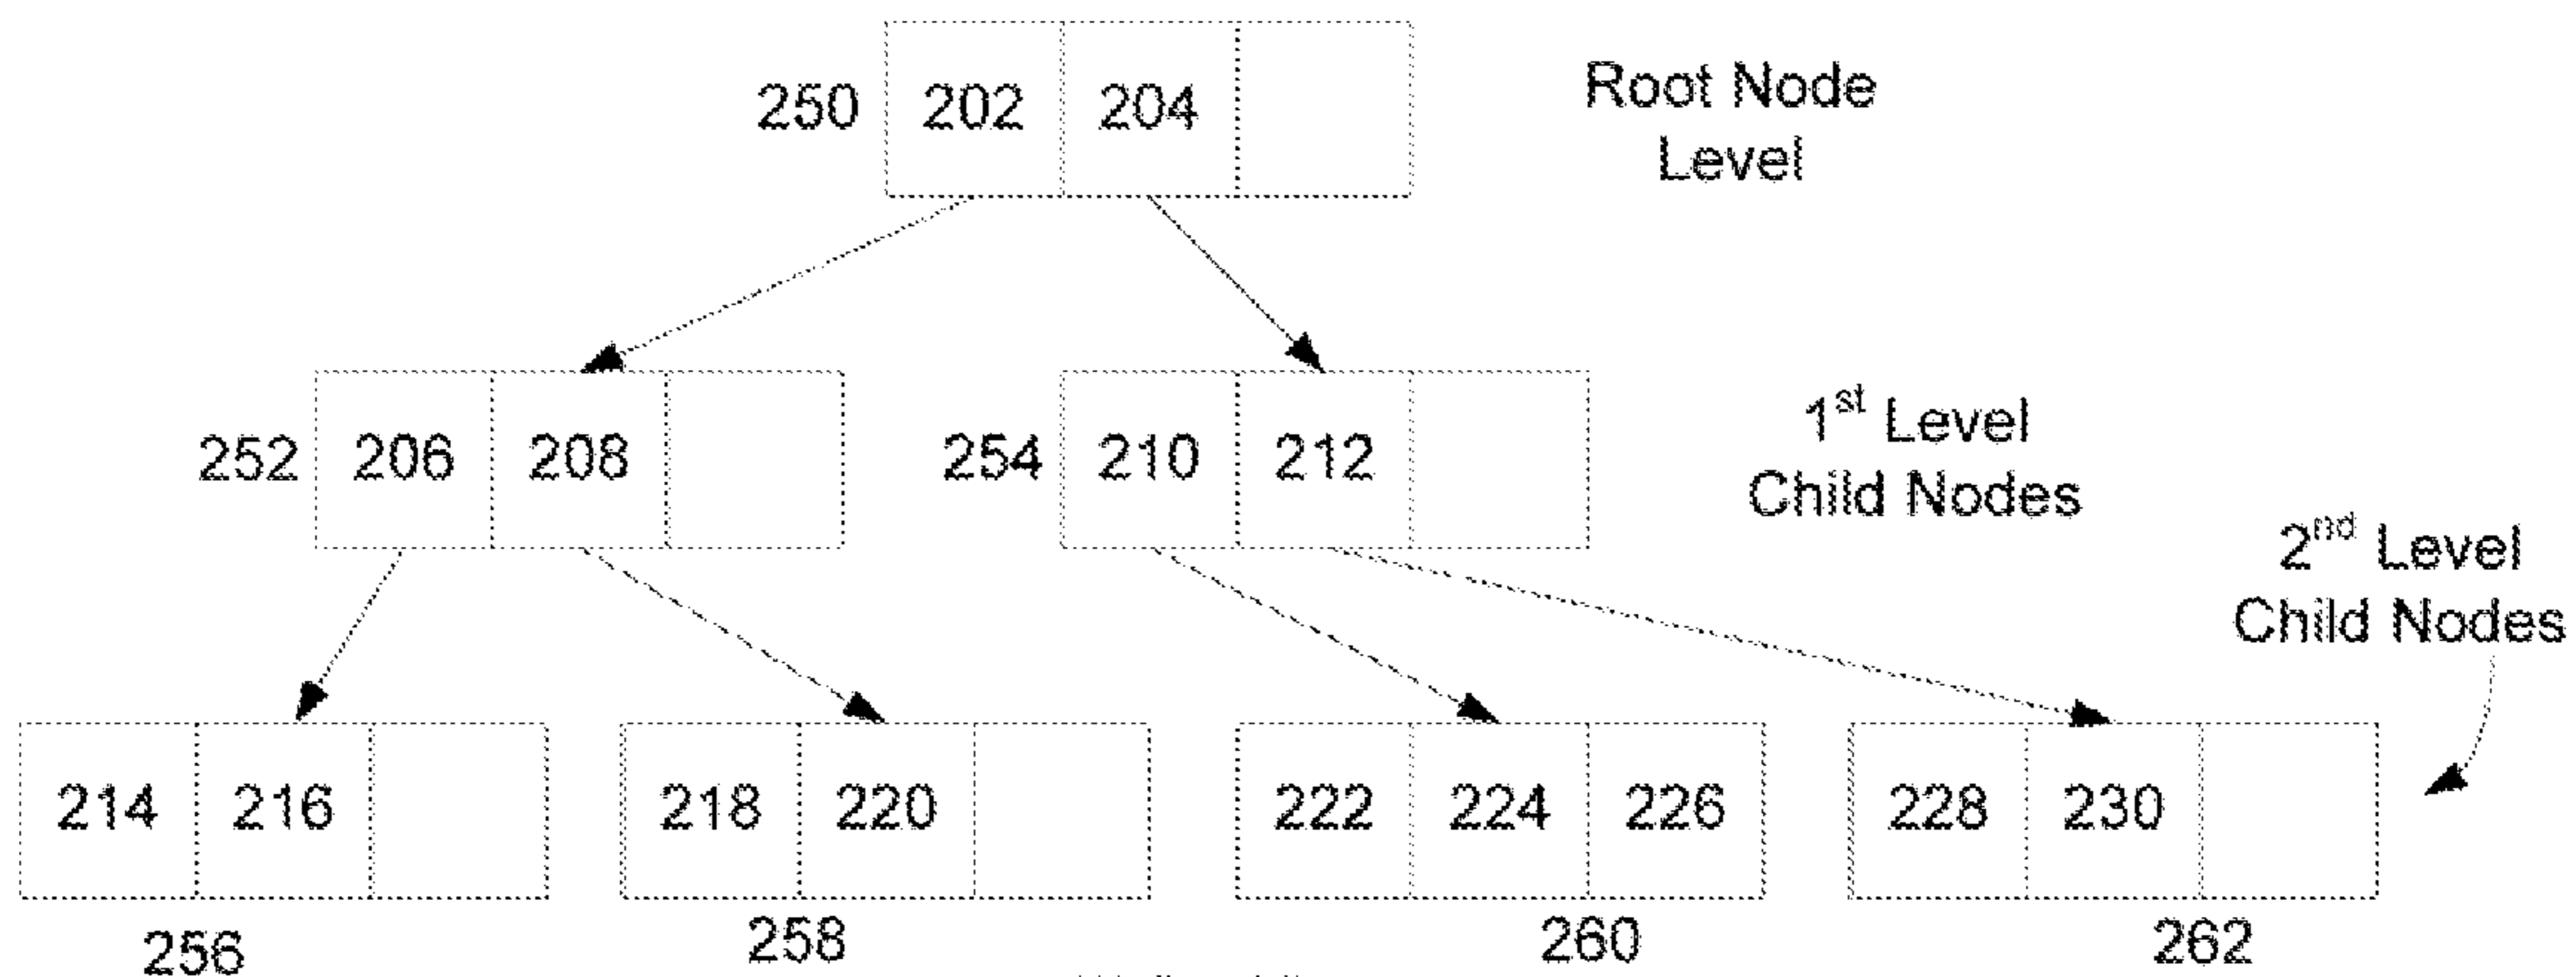 250 202 204
Root Node
Level
252 206 208
254 210 212
1st Level
Child Nodes
2nd Level
Child Nodes
214 216
218 220
222 224 226
228 230
256
258
260
262